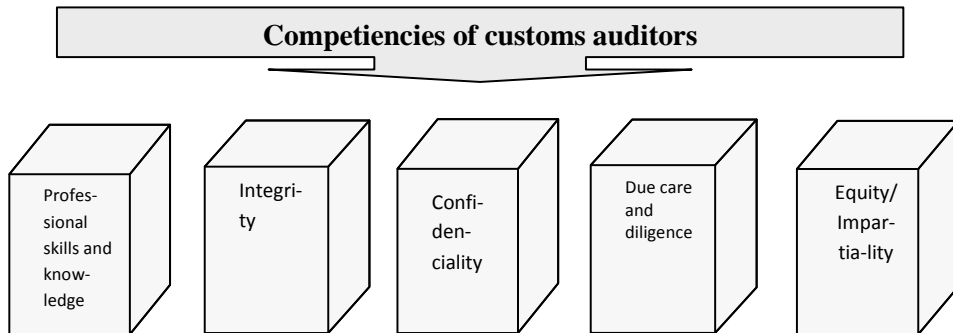 Competiencies of customs auditors
Profes-
sional
skills and
know-
ledge
Integri-
ty
Confi-
den-
ciality
Due care
and
diligence
Equity/
Impar-
tia-lity